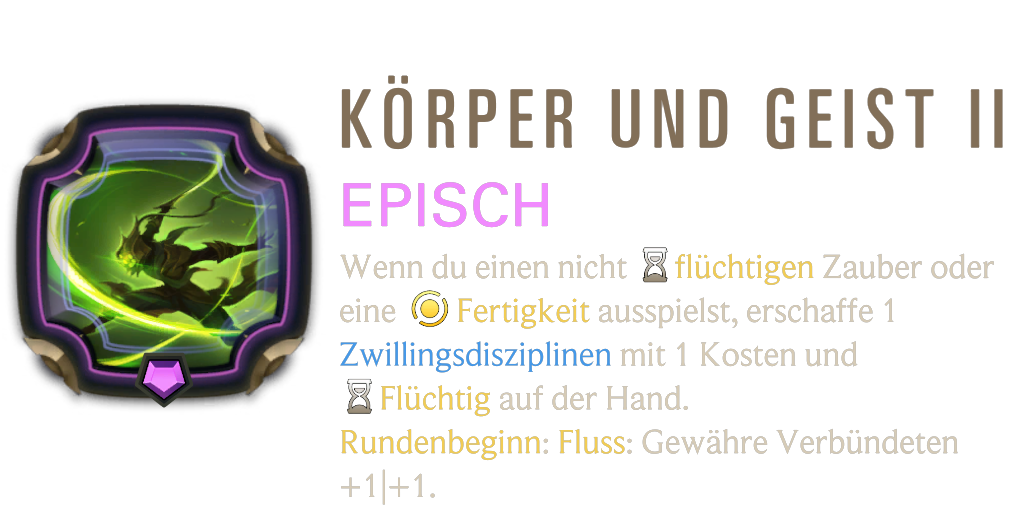 KÖRPER UND GEIST II
EPISCH
Wenn du einen nicht flüchtigen Zauber oder
eine Fertigkeit ausspielst, erschaffe 1
Zwillingsdisziplinen mit 1 Kosten und
Flüchtig auf der Hand.
Rundenbeginn: Fluss: Gewähre Verbündeten
+1|+1.